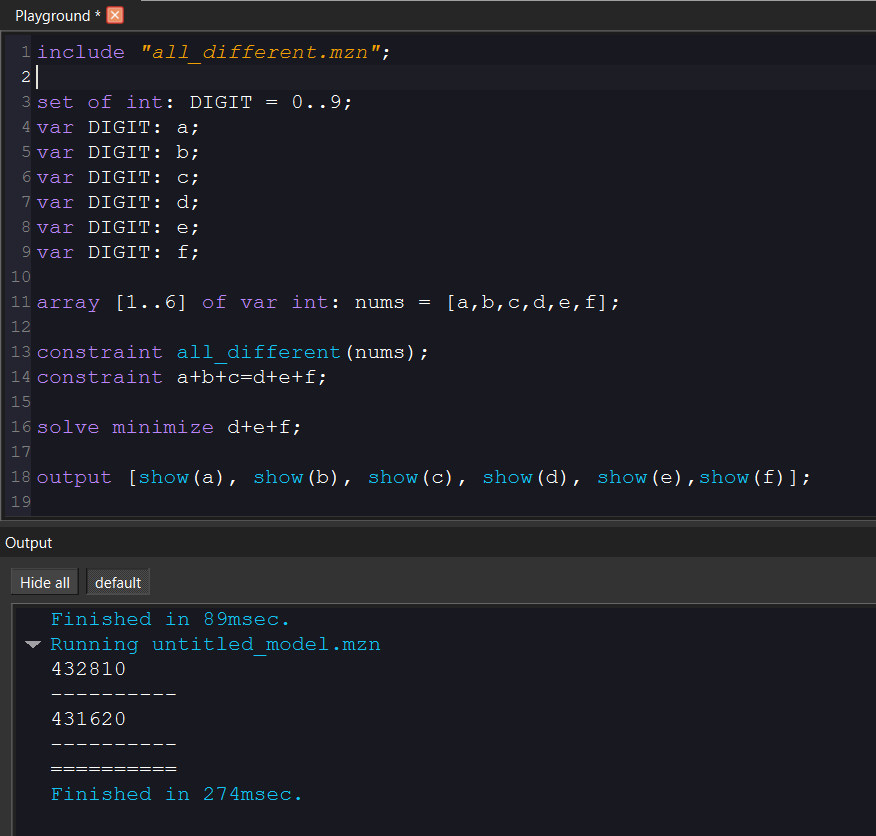 Playground *
1 include "all_different.mzn";
2
3 set of int: DIGIT = 0..9;
4 var DIGIT: a;
5 var DIGIT: b;
6 var DIGIT: c;
7 var DIGIT: d;
8 var DIGIT: e;
9 var DIGIT: f;
10
11 array [1..6] of var int: nums = [a,b,c,d,e,f];
12
13 constraint all_different(nums);
14 constraint a+b+c=d+e+f;
15
16 solve minimize d+e+f;
17
18 output [show(a), show(b), show(c), show(d), show(e),show(f)];
19
Output
Hide all default
Finished in 89msec.
Running untitled_model.mzn
432810
----------
431620
----------
==========
Finished in 274msec.